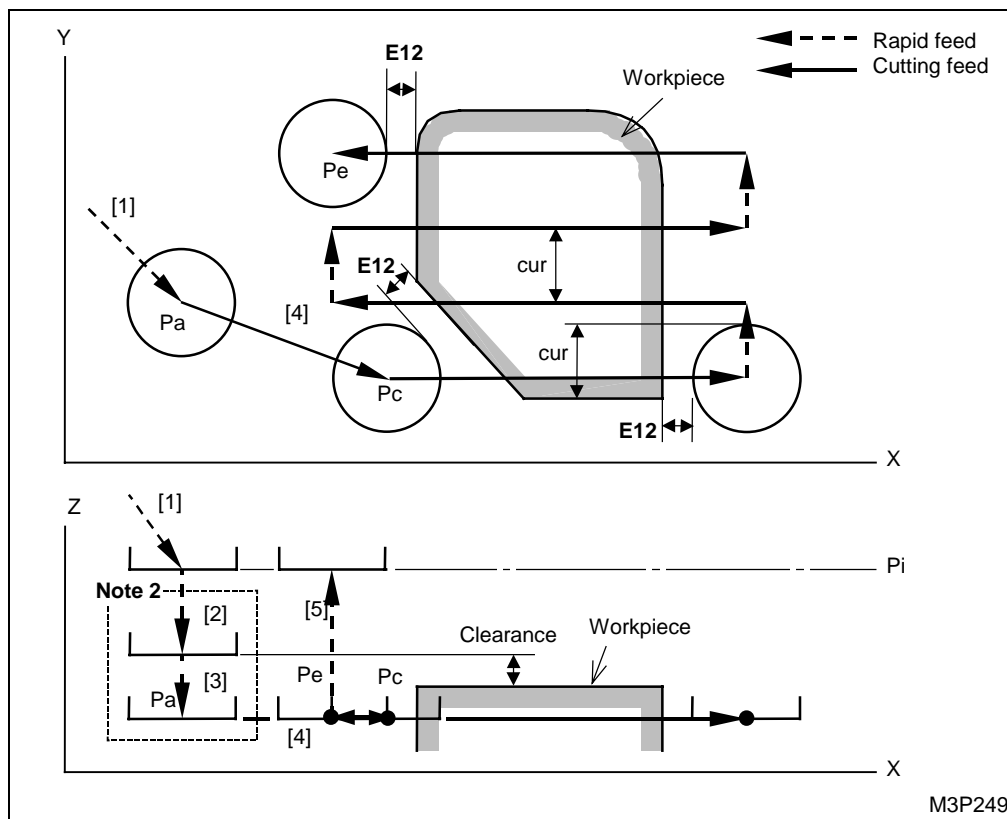 Y
E12
Rapid feed
Cutting feed
Workpiece
Pe
[1]
E12
cur
Pa
[4]
cur
Pc
E12
X
Z
[1]
Pi
Note 2
[2]
[5]
Clearance
Workpiece
[3]
Pe
Pc
Pa
[4]
X
M3P249